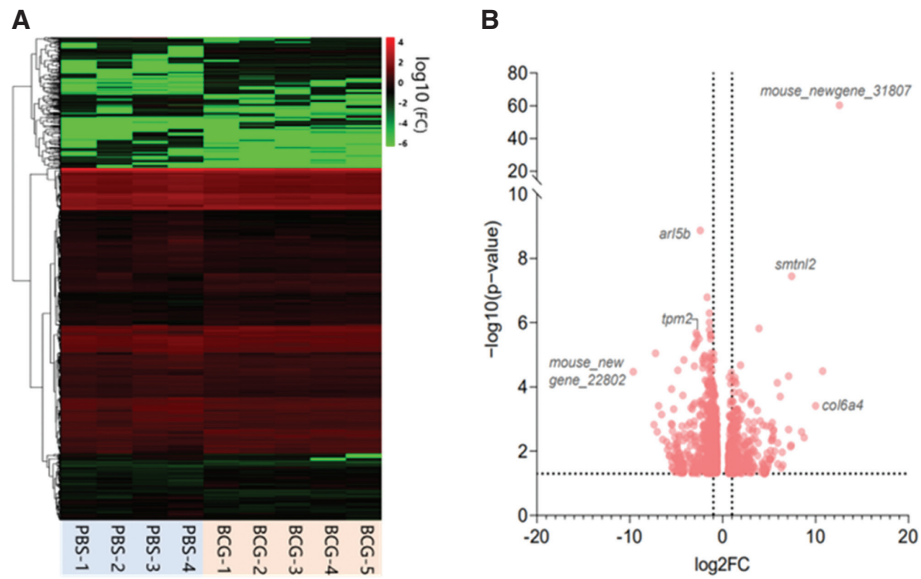 A
4
2
0
-2
-4
-6
log10 (FC)
PBS-1
PBS-2
PBS-3
PBS-4
BCG-1
BCG-2
BCG-3
BCG-4
BCG-5
B
80
60
40
20
10
8
6
4
2
0
−log10(p−value)
mouse_newgene_31807
arl5b
smtnl2
tpm2
mouse_new
gene_22802
col6a4
-20
-10
0
10
20
log2FC